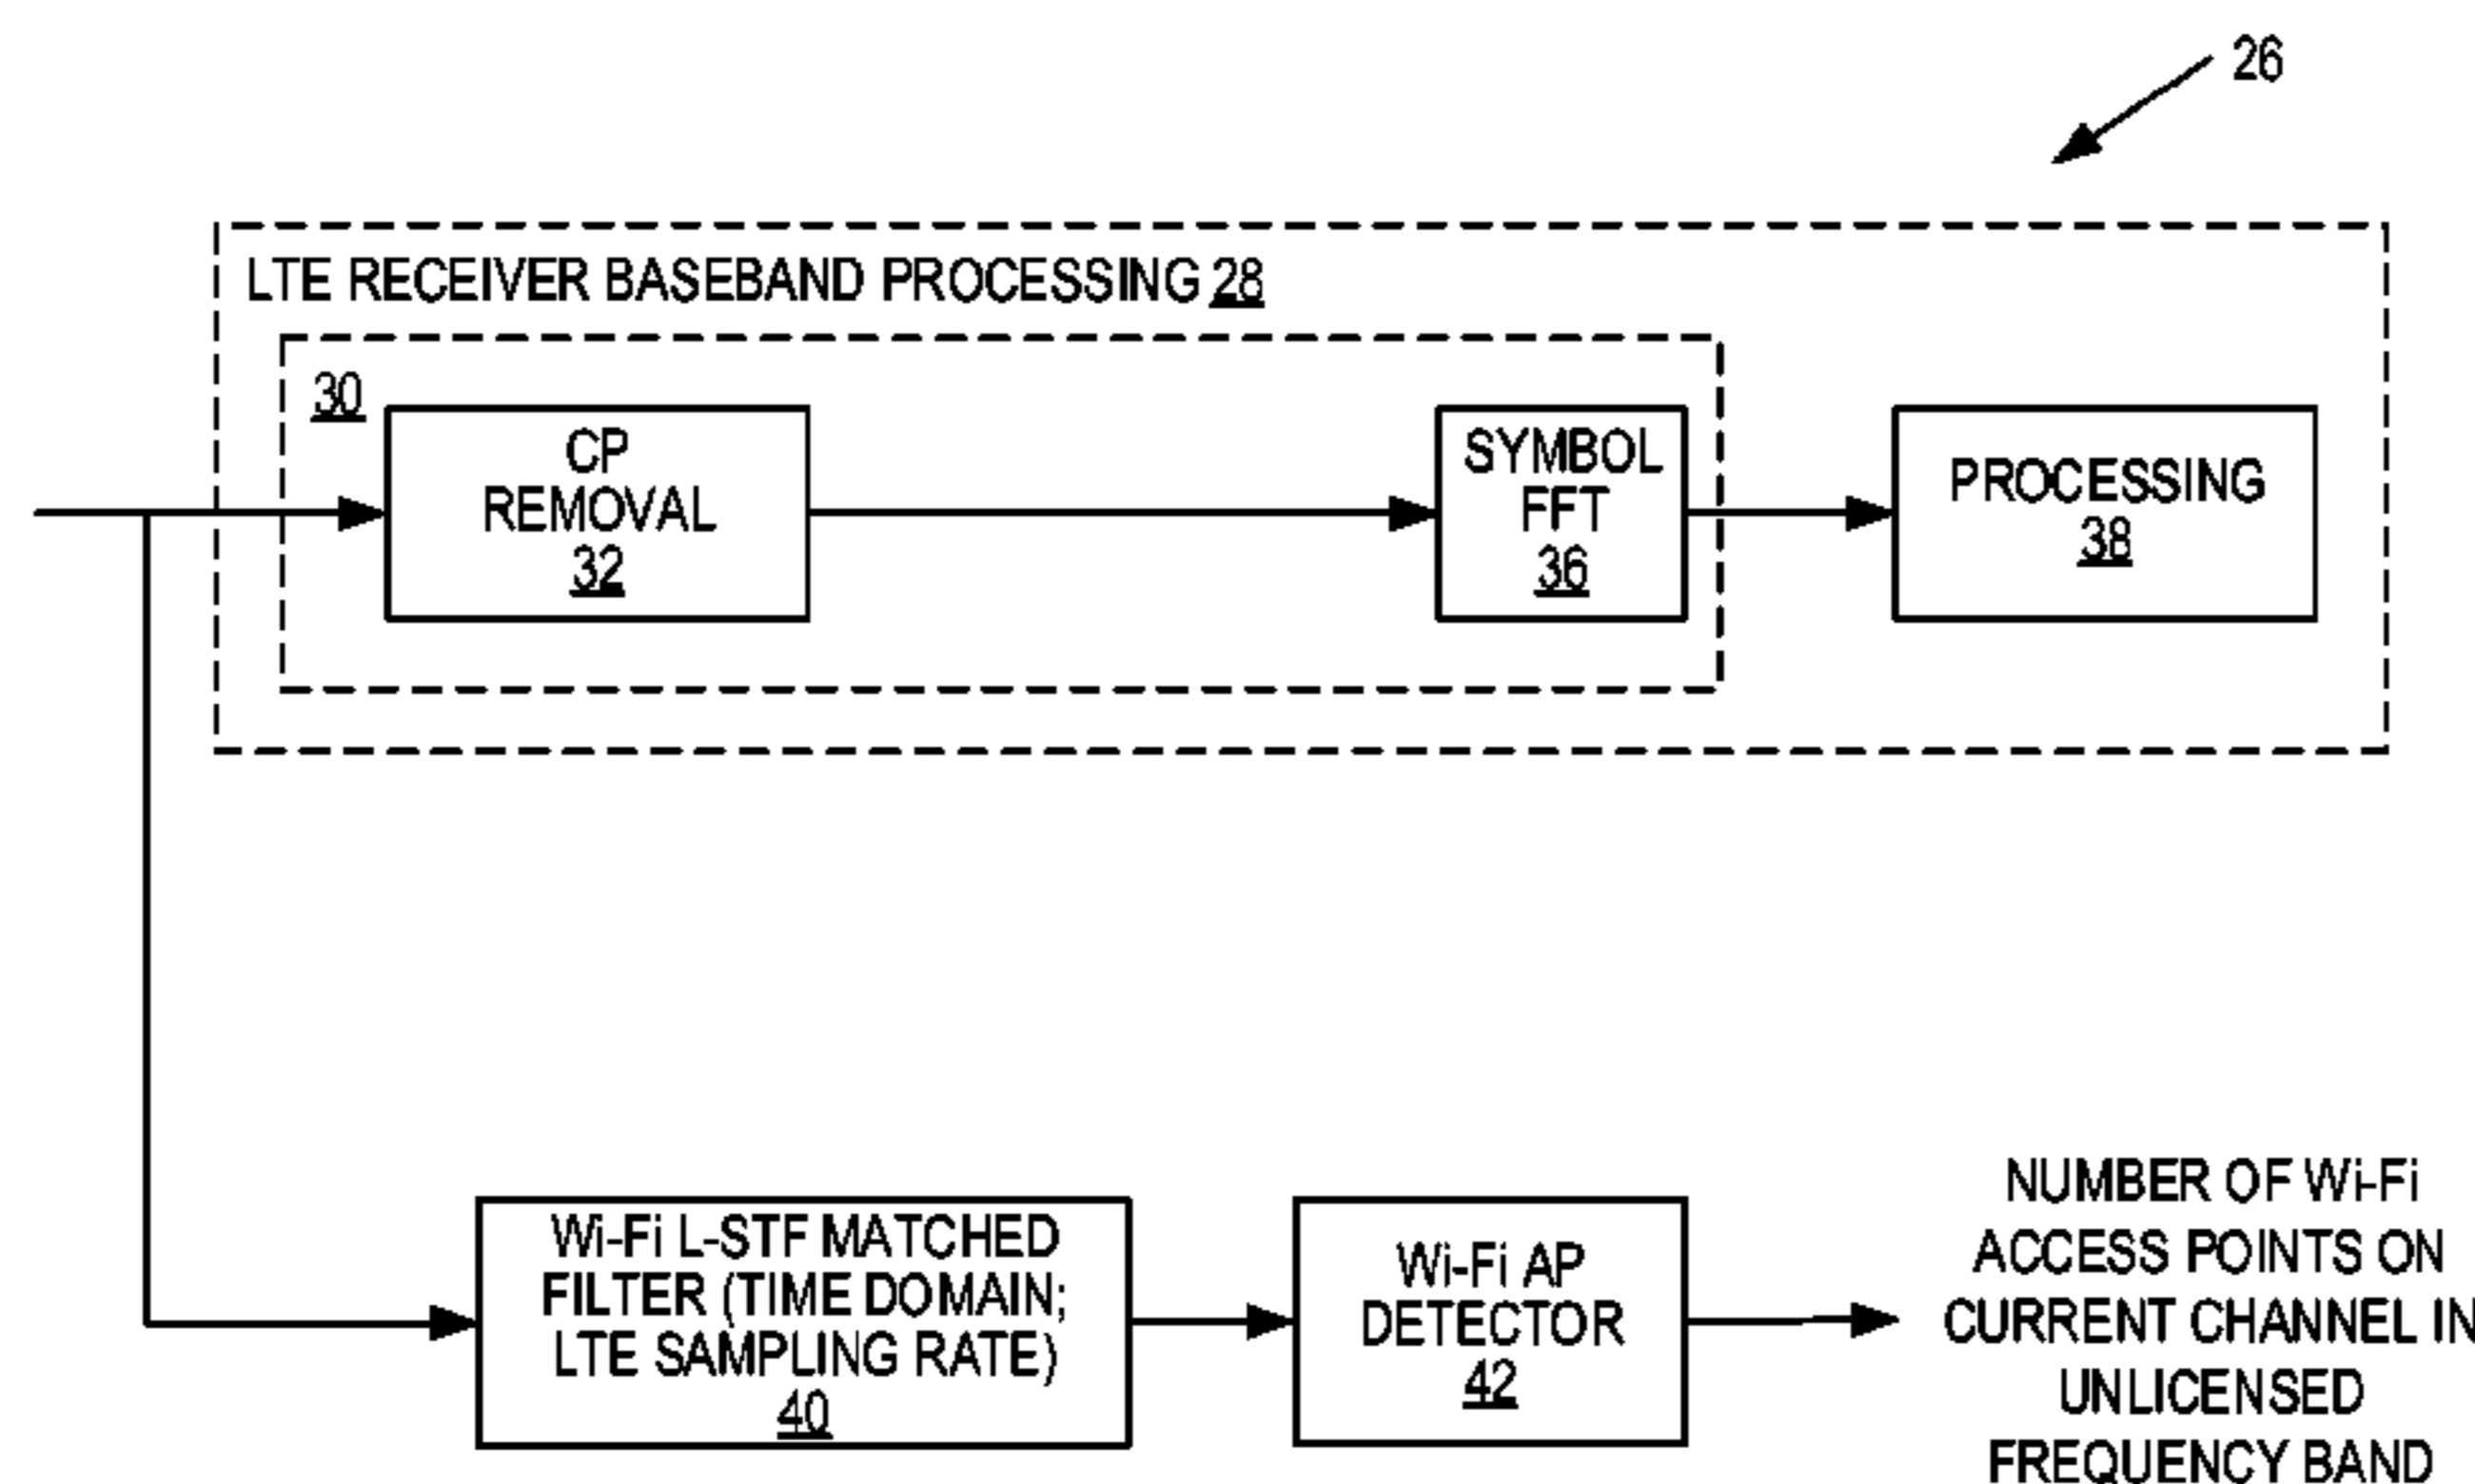 26
LTE RECEIVER BASEBAND PROCESSING 28
30
CP
REMOVAL
32
SYMBOL
FFT
36
PROCESSING
38
Wi-Fi L-STF MATCHED
FILTER (TIME DOMAIN;
LTE SAMPLING RATE)
40
Wi-Fi AP
DETECTOR
42
NUMBER OF Wi-Fi
ACCESS POINTS ON
CURRENT CHANNEL IN
UNLICENSED
FREQUENCY BAND